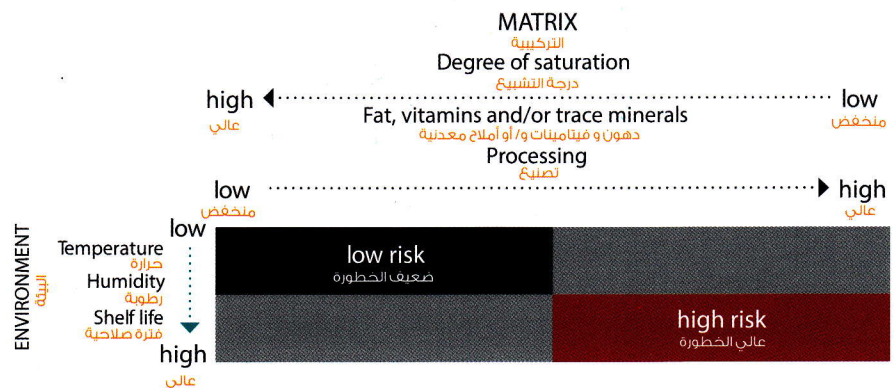 MATRIX
التركيبية
Degree of saturation
درجة التشبيع
high
عالي
low
منخفض
Fat, vitamins and/or trace minerals
دهون و فيتامينات و/ أو أملاح معدنية
Processing
تصنيع
low
منخفض
high
عالي
ENVIRONMENT
البيئة
low
Temperature
حرارة
Humidity
رطوبة
Shelf life
فترة صلاحية
high
عالي
low risk
ضعيف الخطورة
high risk
عالي الخطورة